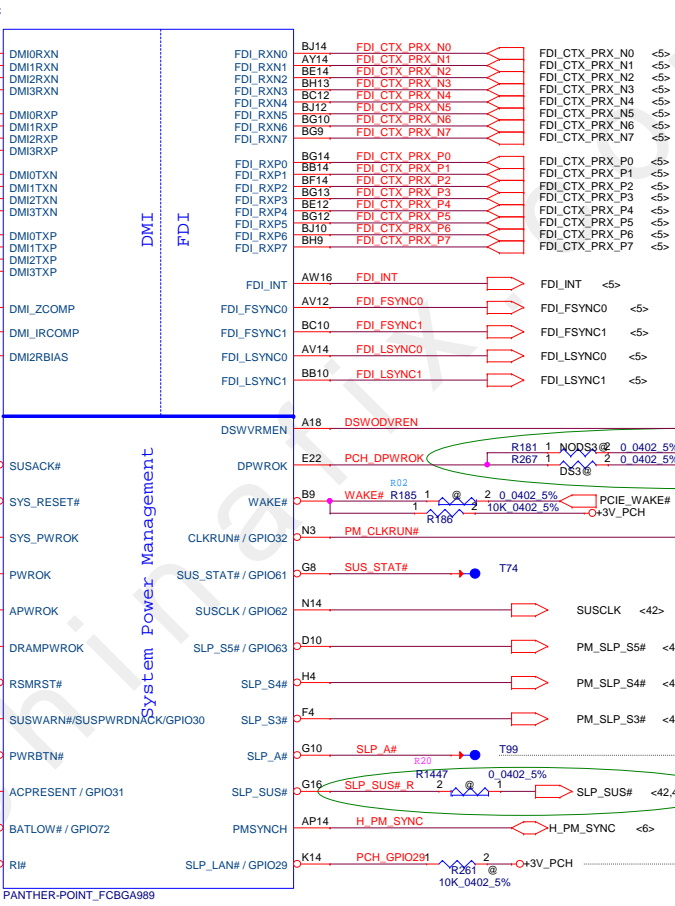 DMI0RXN FDI_RXN0 BJ14 FDI_CTX_PRX_N0 FDI_CTX_PRX_N0 <5>
DMI1RXN FDI_RXN1 AY14 FDI_CTX_PRX_N1 FDI_CTX_PRX_N1 <5>
DMI2RXN FDI_RXN2 BE14 FDI_CTX_PRX_N2 FDI_CTX_PRX_N2 <5>
DMI3RXN FDI_RXN3 BH13 FDI_CTX_PRX_N3 FDI_CTX_PRX_N3 <5>
FDI_RXN4 BC12 FDI_CTX_PRX_N4 FDI_CTX_PRX_N4 <5>
DMI0RXP FDI_RXN5 BJ12 FDI_CTX_PRX_N5 FDI_CTX_PRX_N5 <5>
DMI1RXP FDI_RXN6 BG10 FDI_CTX_PRX_N6 FDI_CTX_PRX_N6 <5>
DMI2RXP FDI_RXN7 BG9 FDI_CTX_PRX_N7 FDI_CTX_PRX_N7 <5>
DMI3RXP
FDI_RXP0 BG14 FDI_CTX_PRX_P0 FDI_CTX_PRX_P0 <5>
DMI0TXN FDI_RXP1 BB14 FDI_CTX_PRX_P1 FDI_CTX_PRX_P1 <5>
DMI1TXN FDI_RXP2 BF14 FDI_CTX_PRX_P2 FDI_CTX_PRX_P2 <5>
DMI2TXN FDI_RXP3 BG13 FDI_CTX_PRX_P3 FDI_CTX_PRX_P3 <5>
DMI3TXN FDI_RXP4 BE12 FDI_CTX_PRX_P4 FDI_CTX_PRX_P4 <5>
FDI_RXP5 BG12 FDI_CTX_PRX_P5 FDI_CTX_PRX_P5 <5>
DMI0TXP FDI_RXP6 BJ10 FDI_CTX_PRX_P6 FDI_CTX_PRX_P6 <5>
DMI1TXP FDI_RXP7 BH9 FDI_CTX_PRX_P7 FDI_CTX_PRX_P7 <5>
DMI2TXP
DMI3TXP
DMI
FDI
FDI_INT AW16 FDI_INT FDI_INT <5>
DMI_ZCOMP FDI_FSYNC0 AV12 FDI_FSYNC0 FDI_FSYNC0 <5>
DMI_IRCOMP FDI_FSYNC1 BC10 FDI_FSYNC1 FDI_FSYNC1 <5>
DMI2RBIAS FDI_LSYNC0 AV14 FDI_LSYNC0 FDI_LSYNC0 <5>
FDI_LSYNC1 BB10 FDI_LSYNC1 FDI_LSYNC1 <5>
System Power Management
DSWVRMEN A18 DSWODVREN
R181 1 NODS3@ 2 0_0402_5%
SUSACK# DPWROK E22 PCH_DPWROK R267 1 2 0_0402_5%
DS3@
R02
SYS_RESET# WAKE# B9 WAKE# R185 1 @ 2 0_0402_5% PCIE_WAKE#
R186 1 2 10K_0402_5% +3V_PCH
SYS_PWROK CLKRUN# / GPIO32 N3 PM_CLKRUN#
PWROK SUS_STAT# / GPIO61 G8 SUS_STAT# T74
APWROK SUSCLK / GPIO62 N14 SUSCLK <42>
DRAMPWROK SLP_S5# / GPIO63 D10 PM_SLP_S5# <4
RSMRST# SLP_S4# H4 PM_SLP_S4# <4
SUSWARN#/SUSPWRDNACK/GPIO30 SLP_S3# F4 PM_SLP_S3# <4
PWRBTN# SLP_A# G10 SLP_A# T99
R20
R1447 0_0402_5%
ACPRESENT / GPIO31 SLP_SUS# G16 SLP_SUS#_R 2 @ 1 SLP_SUS# <42,4
BATLOW# / GPIO72 PMSYNCH AP14 H_PM_SYNC H_PM_SYNC <6>
RI# SLP_LAN# / GPIO29 K14 PCH_GPIO29 1 2 +3V_PCH
R261 @
10K_0402_5%
PANTHER-POINT_FCBGA989